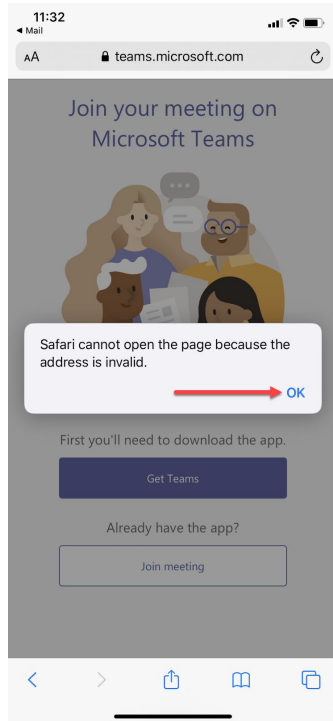 11:32
Mail
AA
teams.microsoft.com
Join your meeting on
Microsoft Teams
Safari cannot open the page because the
address is invalid.
OK
First you'll need to download the app.
Get Teams
Already have the app?
Join meeting